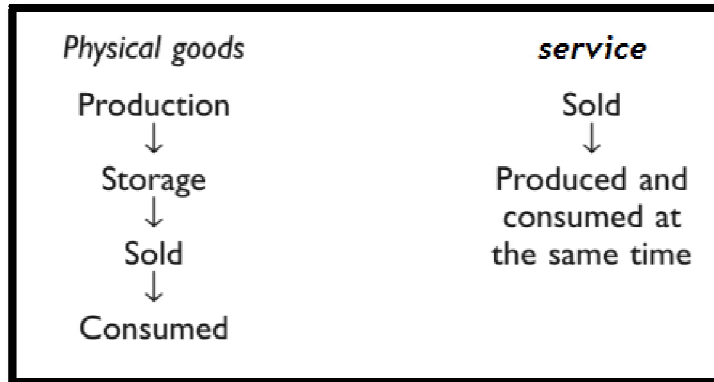 Physical goods
Production
↓
Storage
↓
Sold
↓
Consumed
service
Sold
↓
Produced and
consumed at
the same time